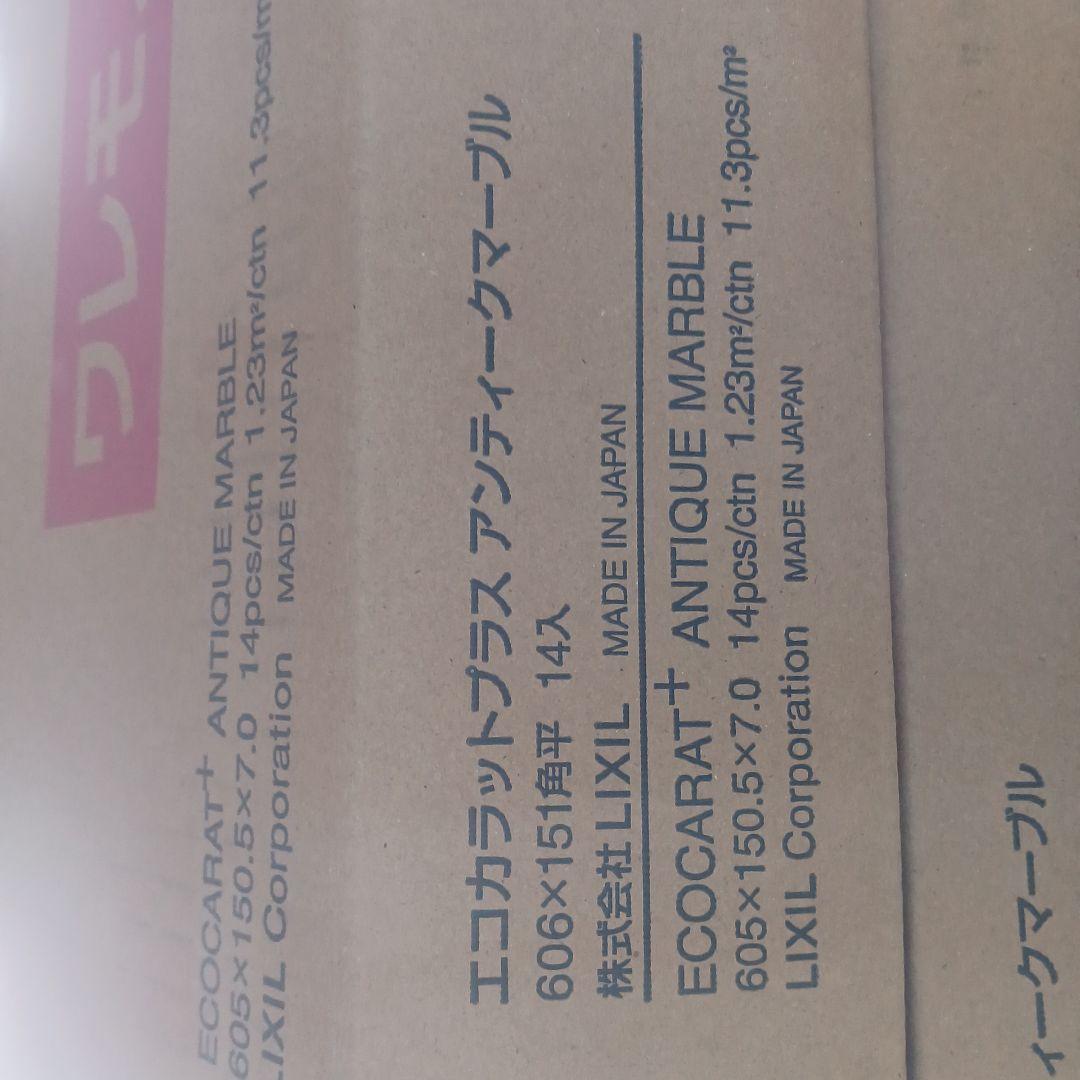 ワレモ
ECOCARAT+ ANTIQUE MARBLE
605×150.5×7.0 14pcs/ctn 1.23m²/ctn 11.3pcs/m
LIXIL Corporation MADE IN JAPAN
エコカラットプラス アンティークマーブル
606×151角平 14入
株式会社 LIXIL MADE IN JAPAN
ECOCARAT+ ANTIQUE MARBLE
605×150.5×7.0 14pcs/ctn 1.23m²/ctn 11.3pcs/m²
LIXIL Corporation MADE IN JAPAN
ィークマーブル